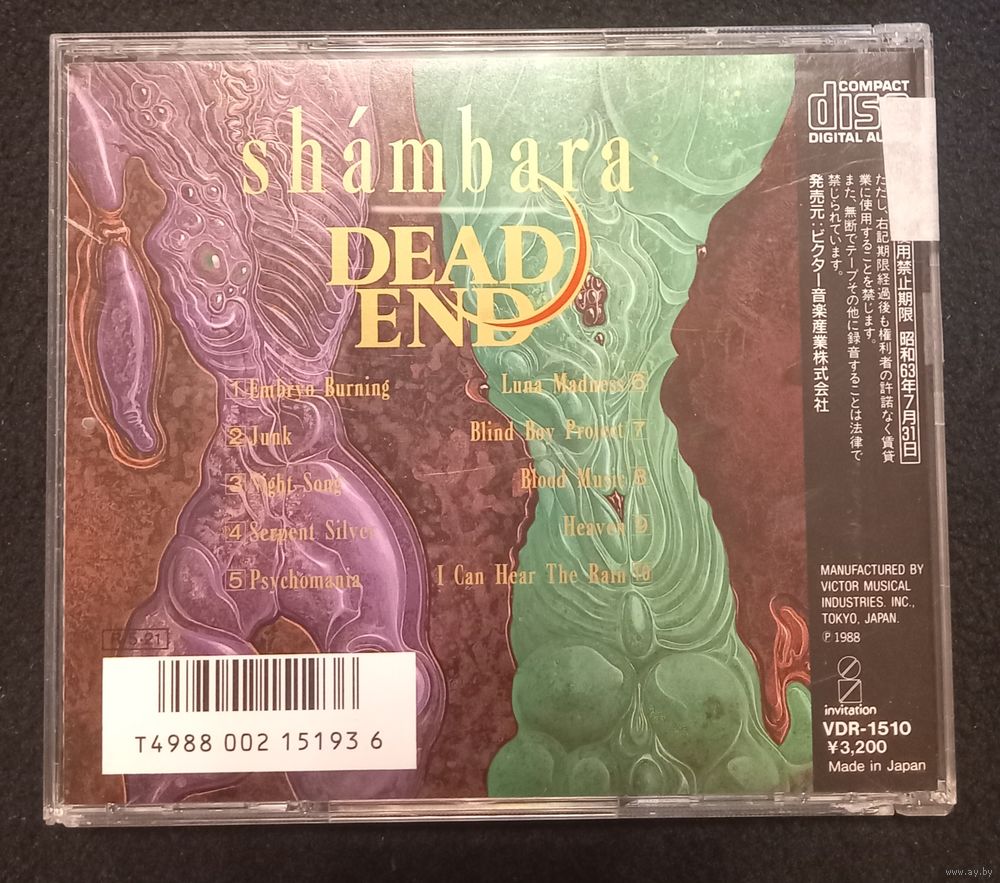 shámbara
DEAD
END
1 Embryo Burning
2 Junk
3 Night Song
4 Serpent Silver
5 Psychomania
Luna Madness 6
Blind Boy Project 7
Blood Music 8
Heaven 9
I Can Hear The Rain 10
R 5·21
T4988 002 15193 6
COMPACT
disc
DIGITAL
用禁止期限 昭和63年7月31日
ただし、右記期限経過後も権利者の許諾なく賃貸
業に使用することを禁じます。
また、無断でテープその他に録音することは法律で
禁じられています。
発売元:ビクター音楽産業株式会社
MANUFACTURED BY
VICTOR MUSICAL
INDUSTRIES. INC.,
TOKYO, JAPAN.
℗ 1988
invitation
VDR-1510
¥3,200
Made in Japan
www.ay.by